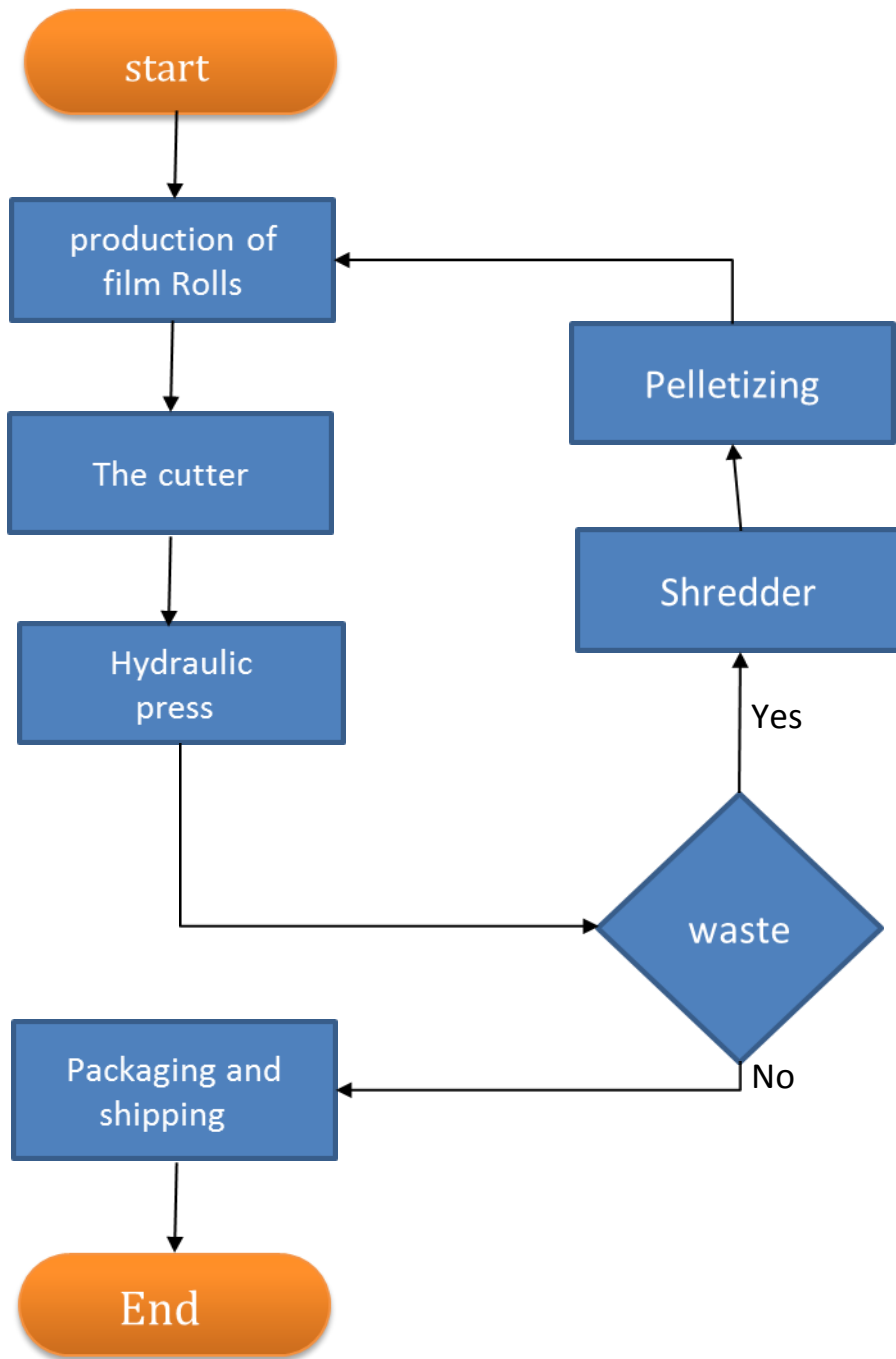 start
production of
film Rolls
The cutter
Hydraulic
press
Pelletizing
Shredder
Yes
waste
No
Packaging and
shipping
End